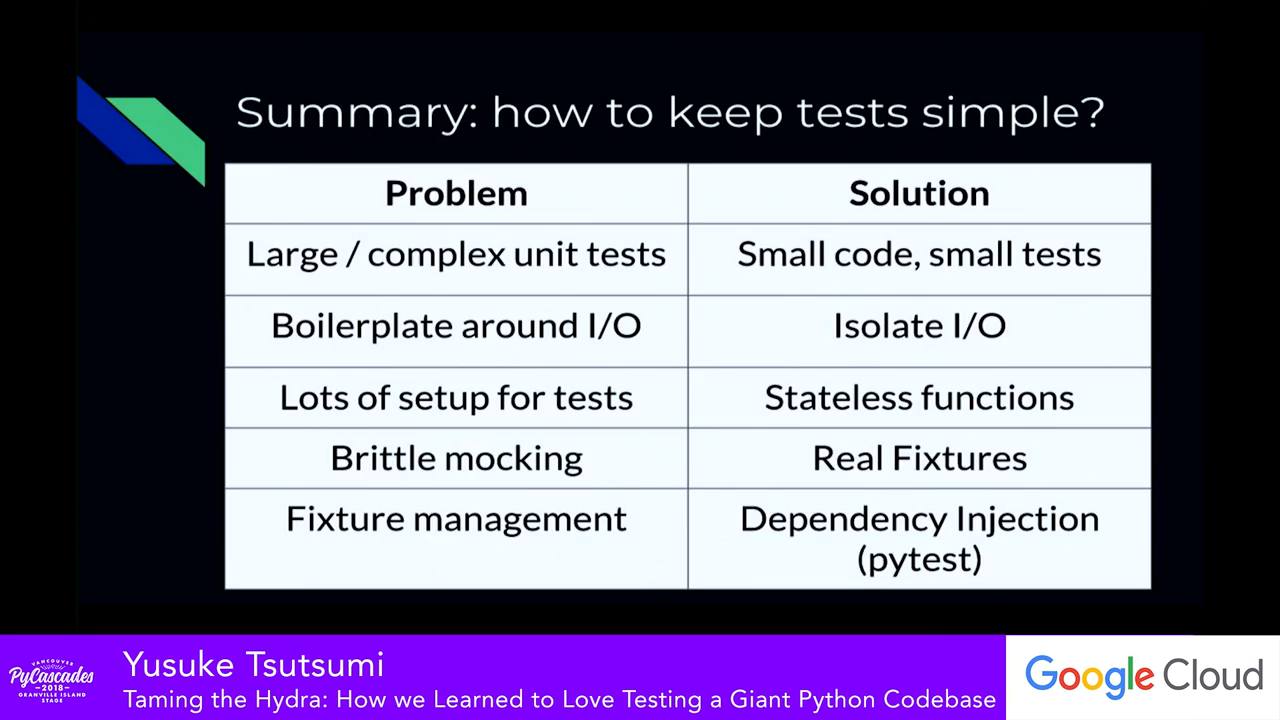 Summary: how to keep tests simple?
Problem
Solution
Large / complex unit tests
Small code, small tests
Boilerplate around I/O
Isolate I/O
Lots of setup for tests
Stateless functions
Brittle mocking
Real Fixtures
Fixture management
Dependency Injection
(pytest)
VANCOUVER
PyCascades
2018
GRANVILLE ISLAND
STAGE
Yusuke Tsutsumi
Taming the Hydra: How we Learned to Love Testing a Giant Python Codebase
Google Cloud